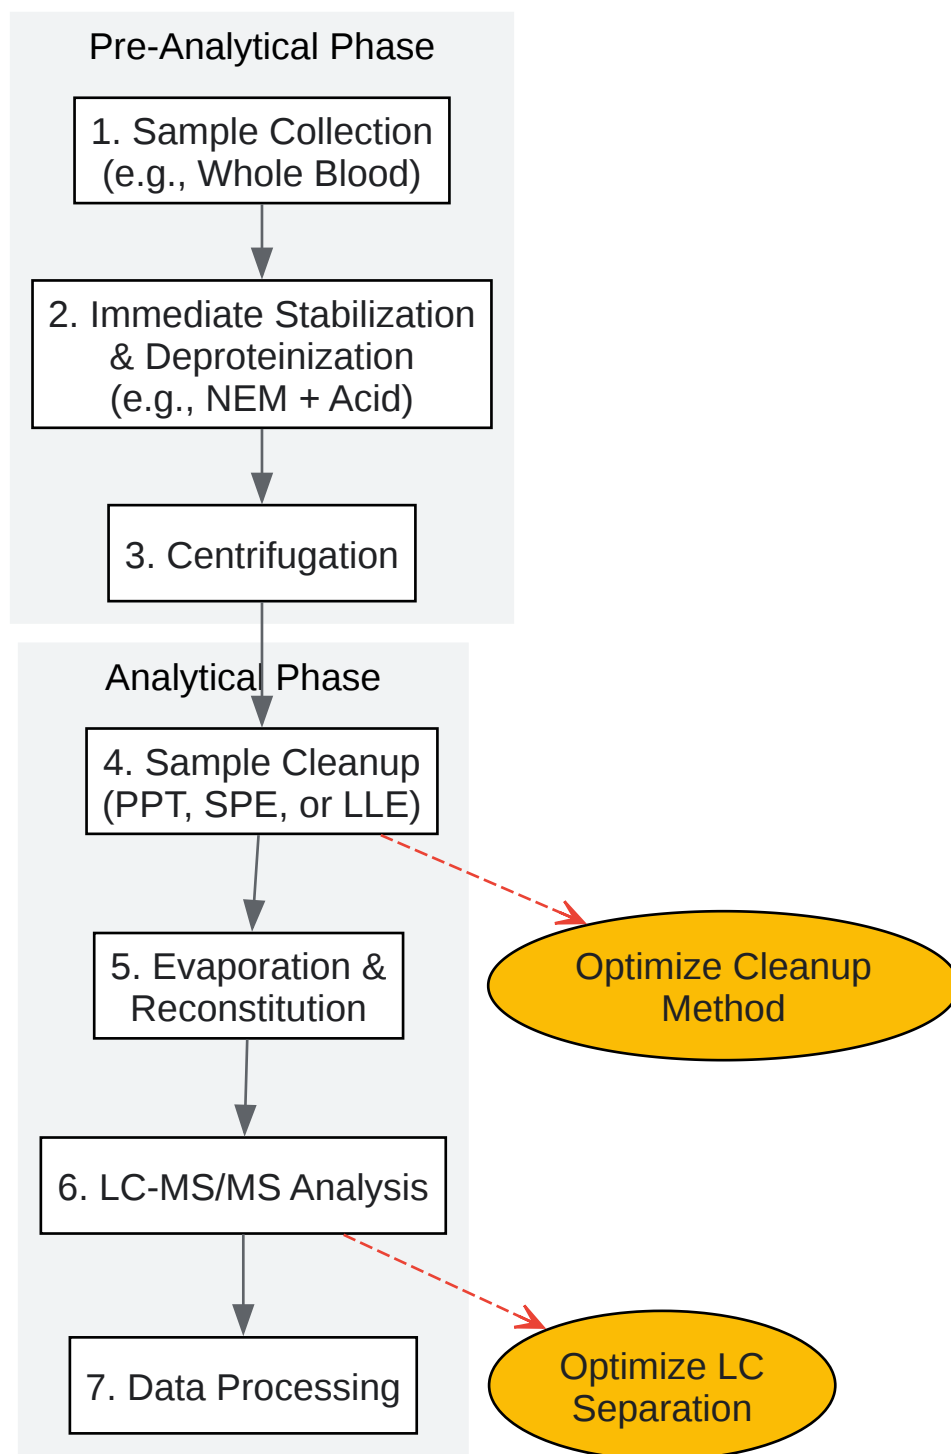 Pre-Analytical Phase
1. Sample Collection
(e.g., Whole Blood)
2. Immediate Stabilization
& Deproteinization
(e.g., NEM + Acid)
3. Centrifugation
Analytical Phase
4. Sample Cleanup
(PPT, SPE, or LLE)
5. Evaporation &
Reconstitution
Optimize Cleanup
Method
6. LC-MS/MS Analysis
7. Data Processing
Optimize LC
Separation